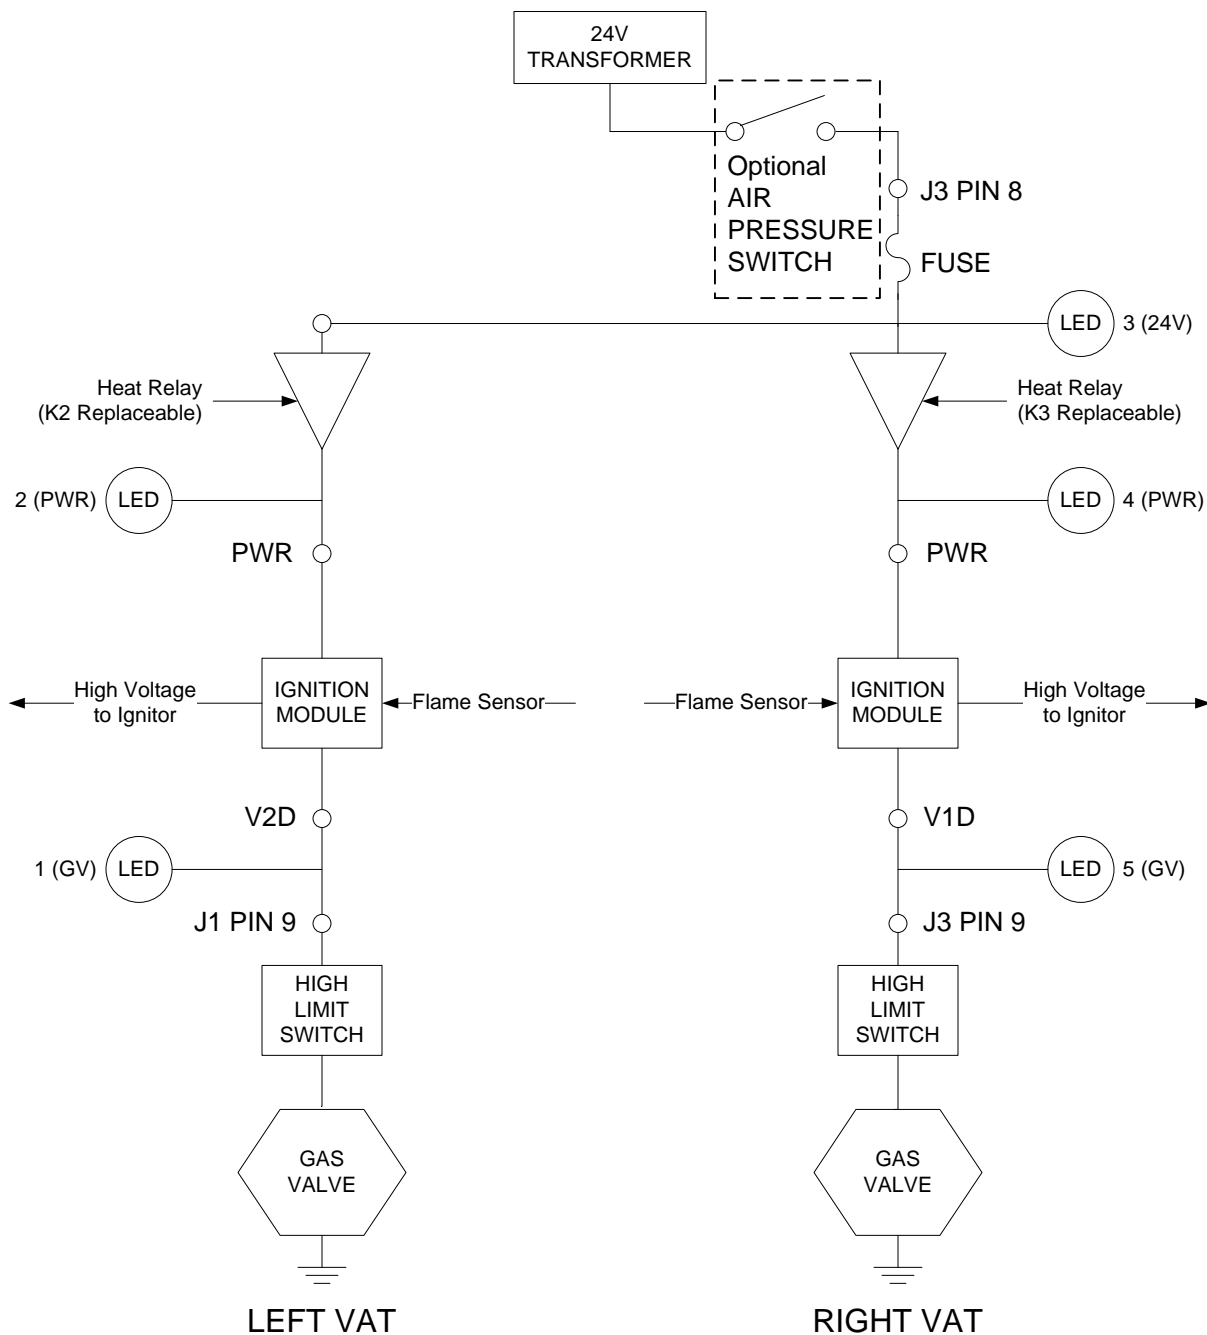 24V
TRANSFORMER
Optional
AIR
PRESSURE
SWITCH
J3 PIN 8
FUSE
LED
3 (24V)
Heat Relay
(K2 Replaceable)
Heat Relay
(K3 Replaceable)
2 (PWR)
LED
LED
4 (PWR)
PWR
PWR
High Voltage
to Ignitor
IGNITION
MODULE
Flame Sensor
Flame Sensor
IGNITION
MODULE
High Voltage
to Ignitor
V2D
V1D
1 (GV)
LED
LED
5 (GV)
J1 PIN 9
J3 PIN 9
HIGH
LIMIT
SWITCH
HIGH
LIMIT
SWITCH
GAS
VALVE
GAS
VALVE
LEFT VAT
RIGHT VAT